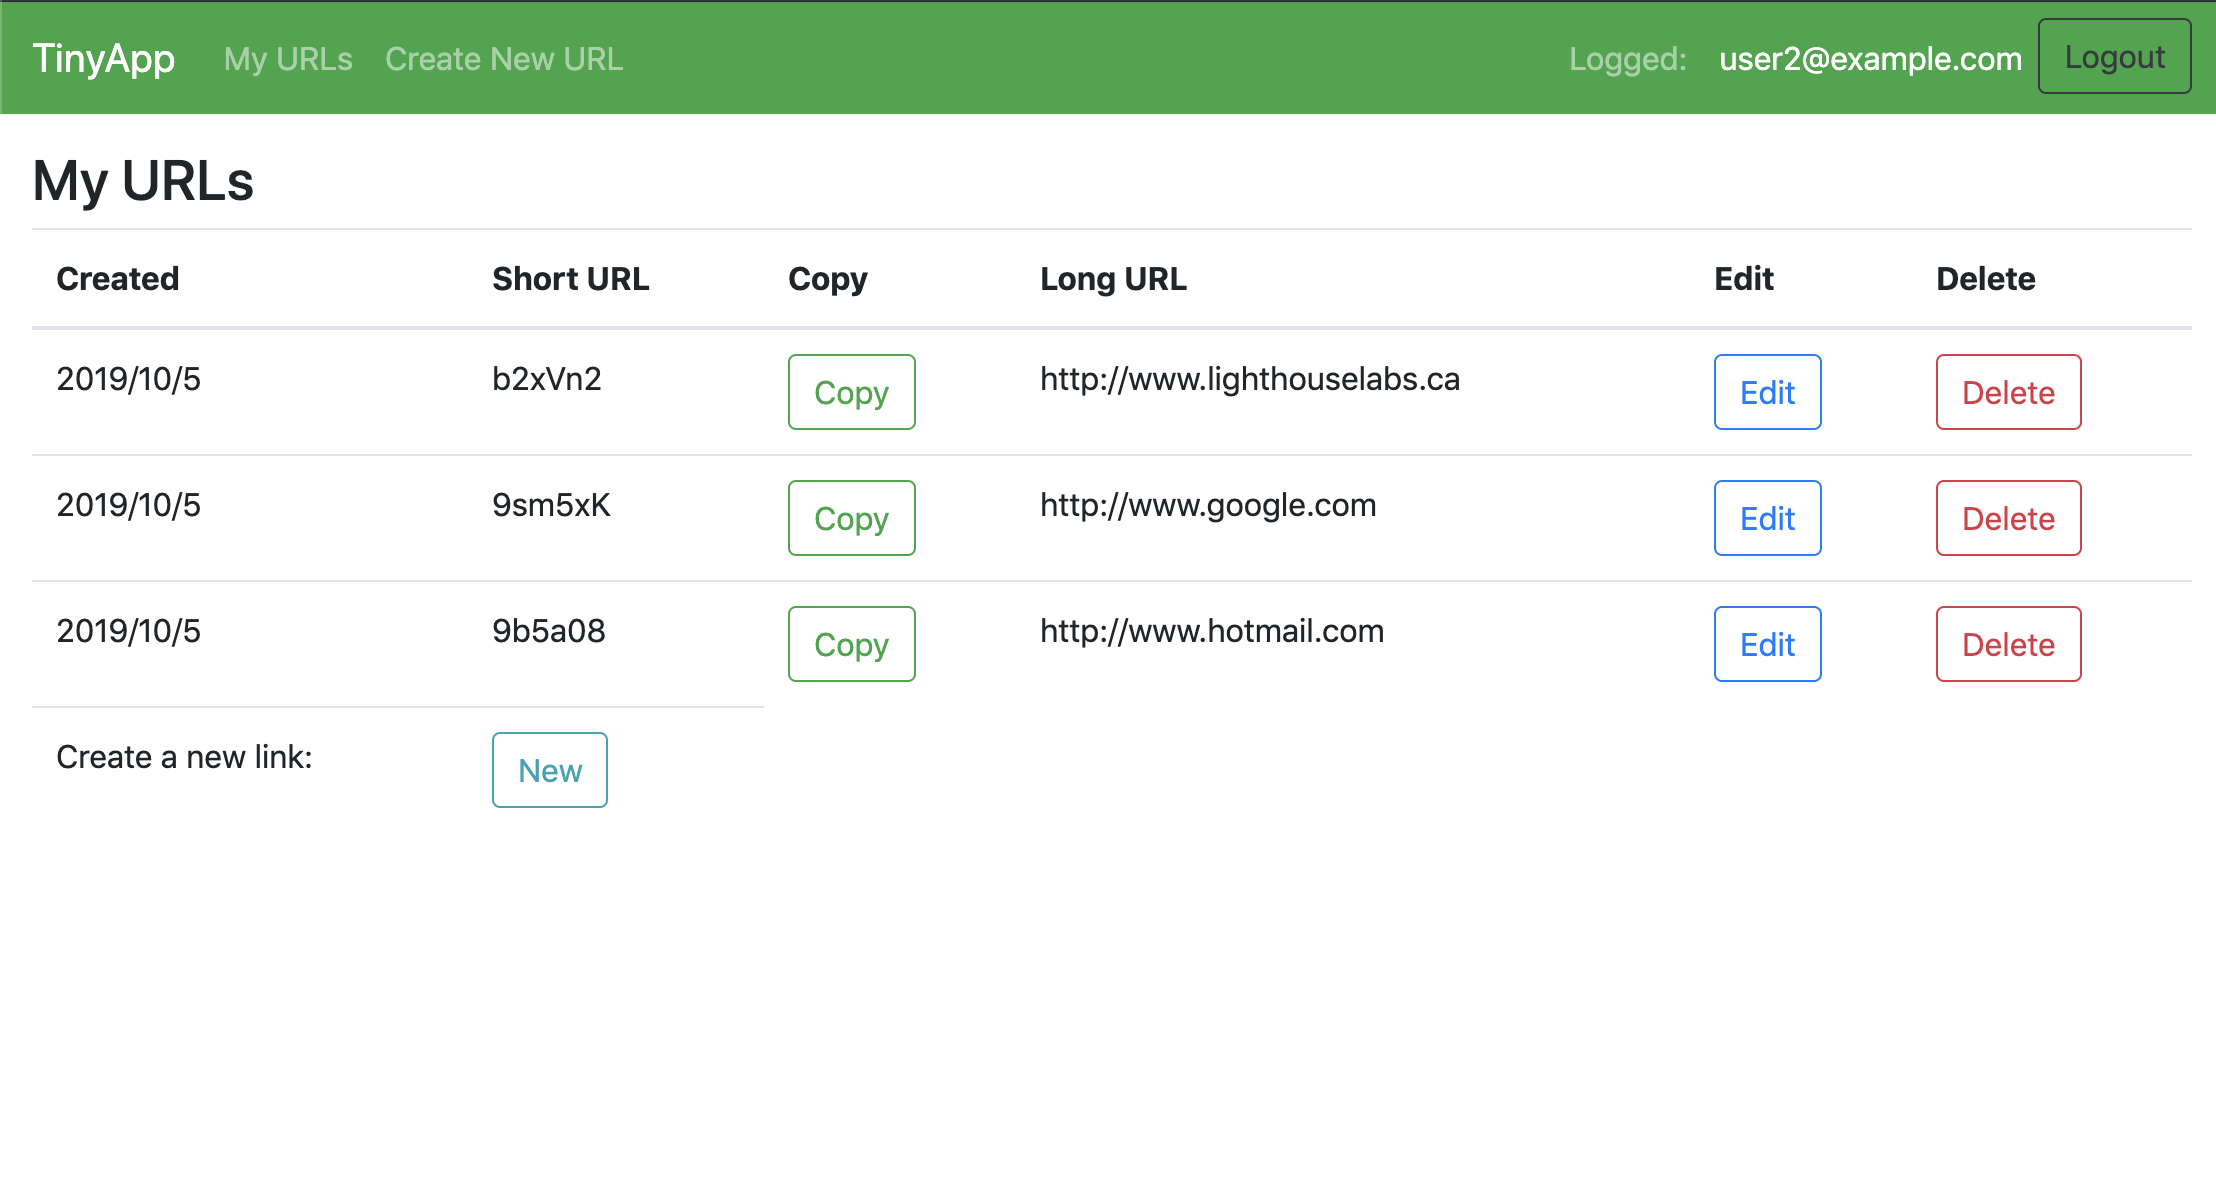 TinyApp My URLs Create New URL Logged: user2@example.com Logout
My URLs
Created Short URL Copy Long URL Edit Delete
2019/10/5 b2xVn2 Copy http://www.lighthouselabs.ca Edit Delete
2019/10/5 9sm5xK Copy http://www.google.com Edit Delete
2019/10/5 9b5a08 Copy http://www.hotmail.com Edit Delete
Create a new link: New